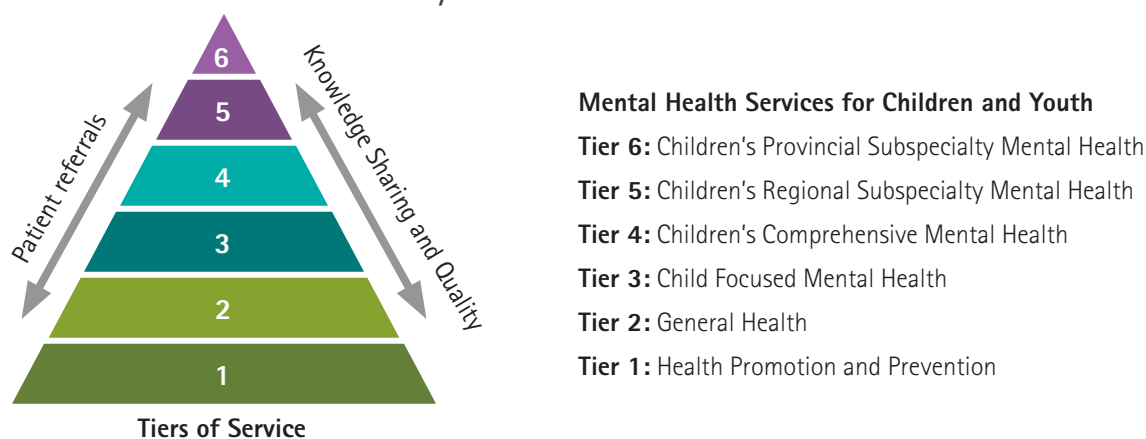 6
5
4
3
2
1
Patient referrals
Knowledge Sharing and Quality
Tiers of Service
Mental Health Services for Children and Youth
Tier 6: Children's Provincial Subspecialty Mental Health
Tier 5: Children's Regional Subspecialty Mental Health
Tier 4: Children's Comprehensive Mental Health
Tier 3: Child Focused Mental Health
Tier 2: General Health
Tier 1: Health Promotion and Prevention